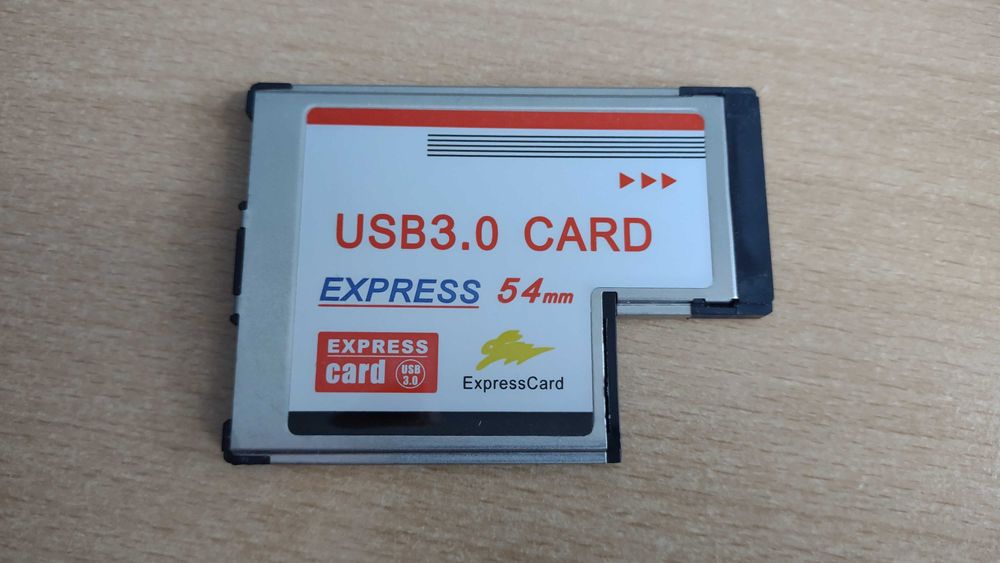 USB3.0 CARD
EXPRESS 54mm
EXPRESS
card USB
3.0
ExpressCard